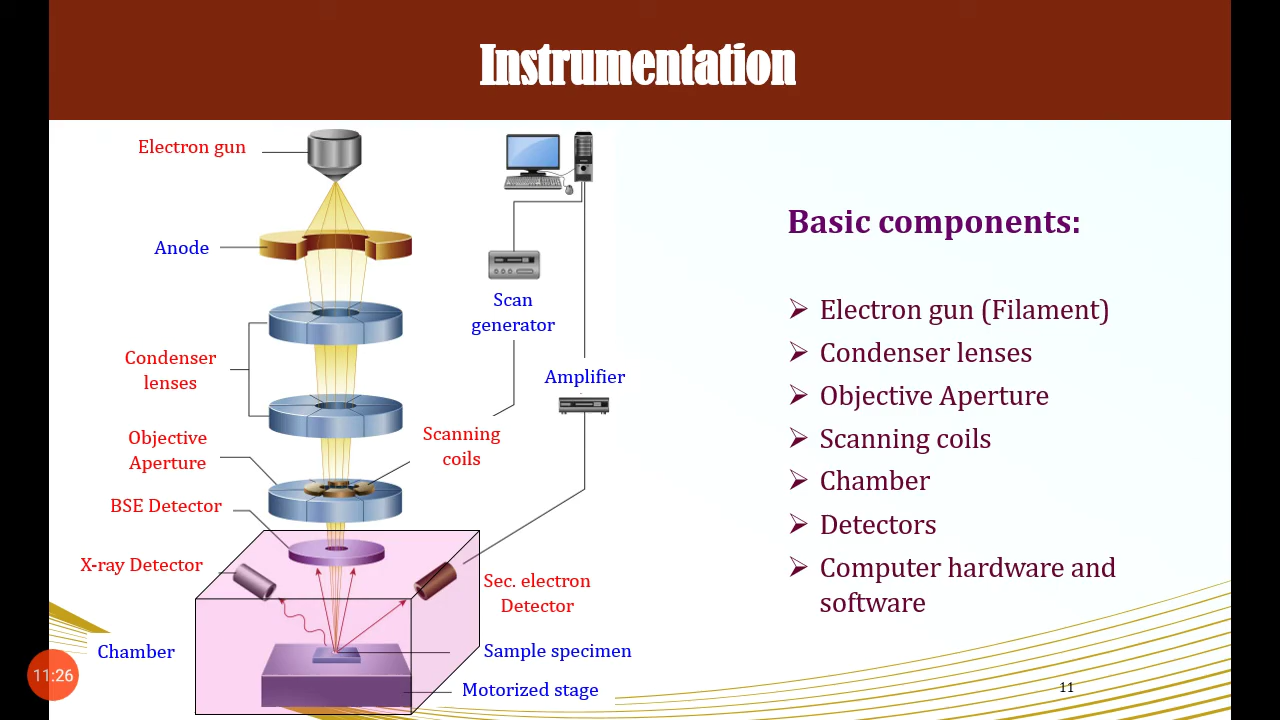 Instrumentation
Electron gun
Anode
Condenser
lenses
Objective
Aperture
BSE Detector
X-ray Detector
Chamber
Scan
generator
Amplifier
Scanning
coils
Sec. electron
Detector
Sample specimen
Motorized stage
Basic components:
Electron gun (Filament)
Condenser lenses
Objective Aperture
Scanning coils
Chamber
Detectors
Computer hardware and
software
11:26
11